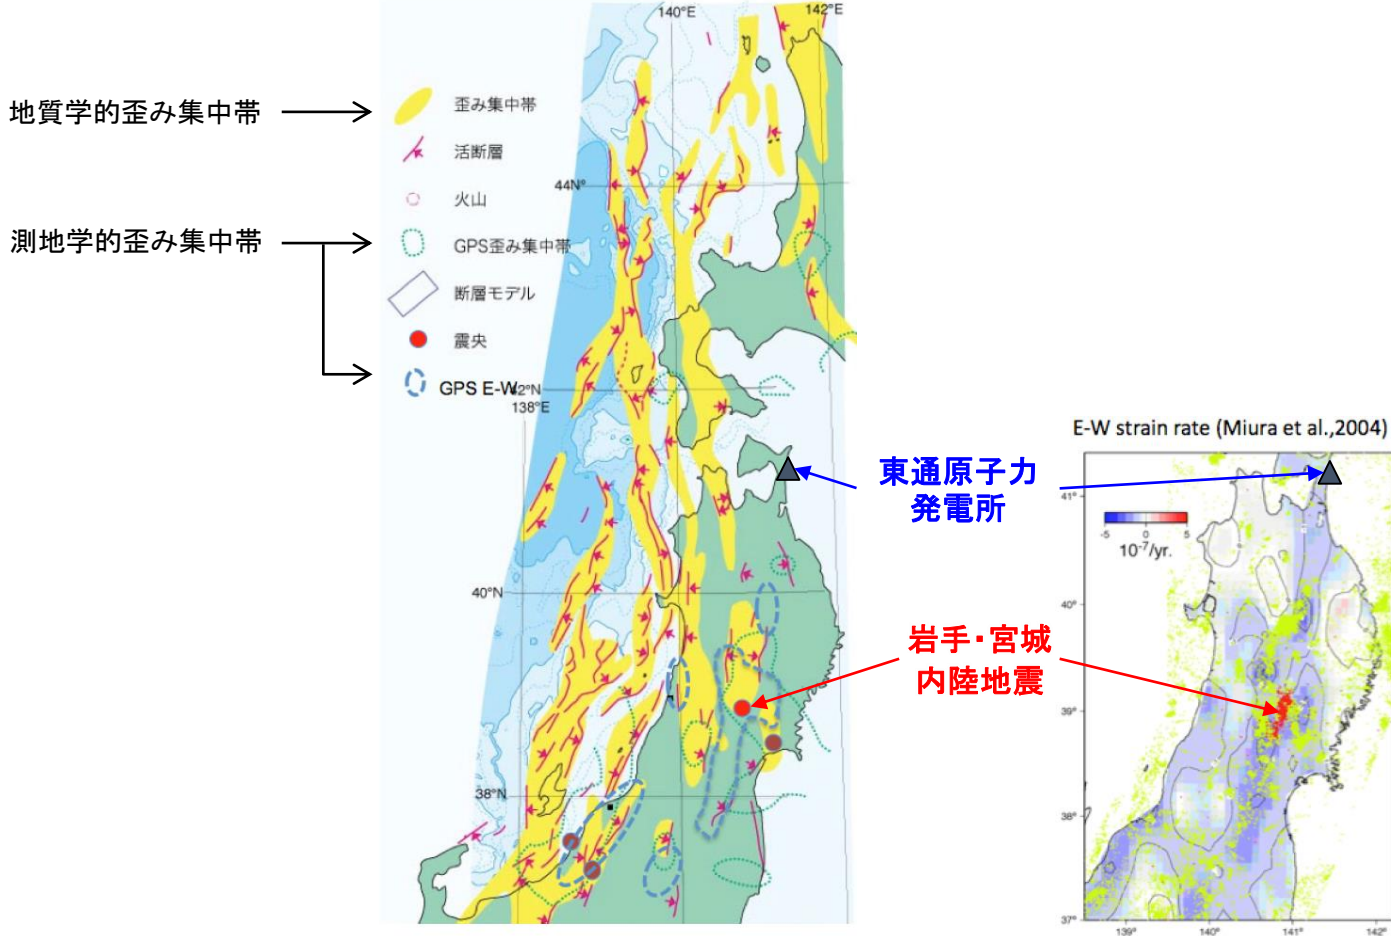 140°E
142°E
地質学的歪み集中帯
歪み集中帯
活断層
44N°
火山
測地学的歪み集中帯
GPS歪み集中帯
断層モデル
震央
GPS E-W
42°N
138°E
E-W strain rate (Miura et al.,2004)
東通原子力
発電所
41°
-5
0
5
10⁻⁷/yr.
40°N
40°
岩手・宮城
内陸地震
39°
38°N
38°
37°
139°
140°
141°
142°